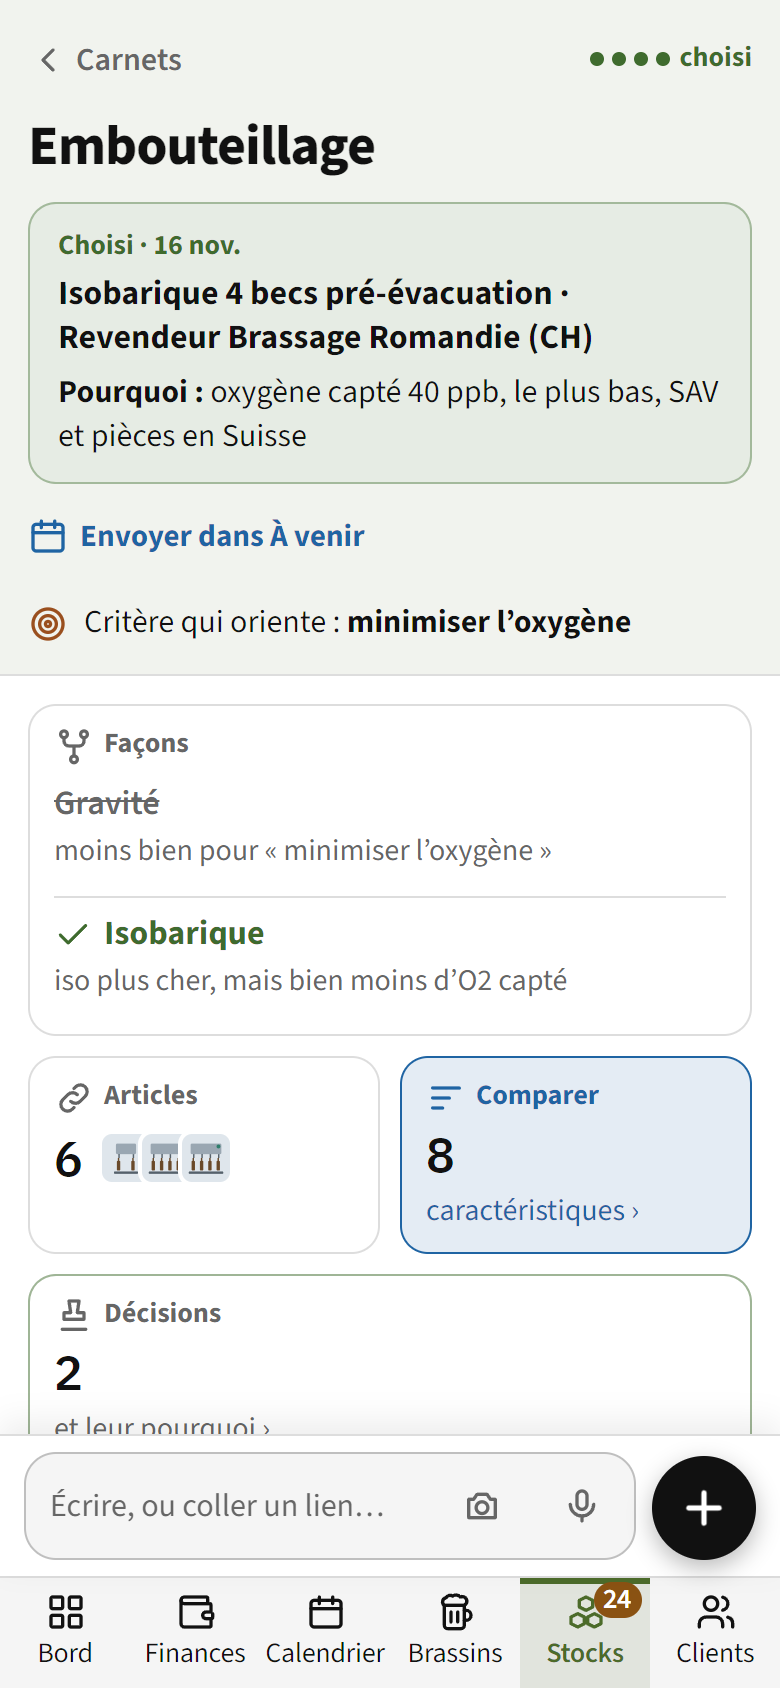 Carnets
choisi
Embouteillage
Choisi · 16 nov.
Isobarique 4 becs pré-évacuation ·
Revendeur Brassage Romandie (CH)
Pourquoi : oxygène capté 40 ppb, le plus bas, SAV
et pièces en Suisse
Envoyer dans À venir
Critère qui oriente : minimiser l’oxygène
Façons
Gravité
moins bien pour « minimiser l’oxygène »
Isobarique
iso plus cher, mais bien moins d’O2 capté
Articles
6
Comparer
8
caractéristiques ›
Décisions
2
et leur pourquoi ›
Écrire, ou coller un lien…
Bord
Finances
Calendrier
Brassins
24
Stocks
Clients